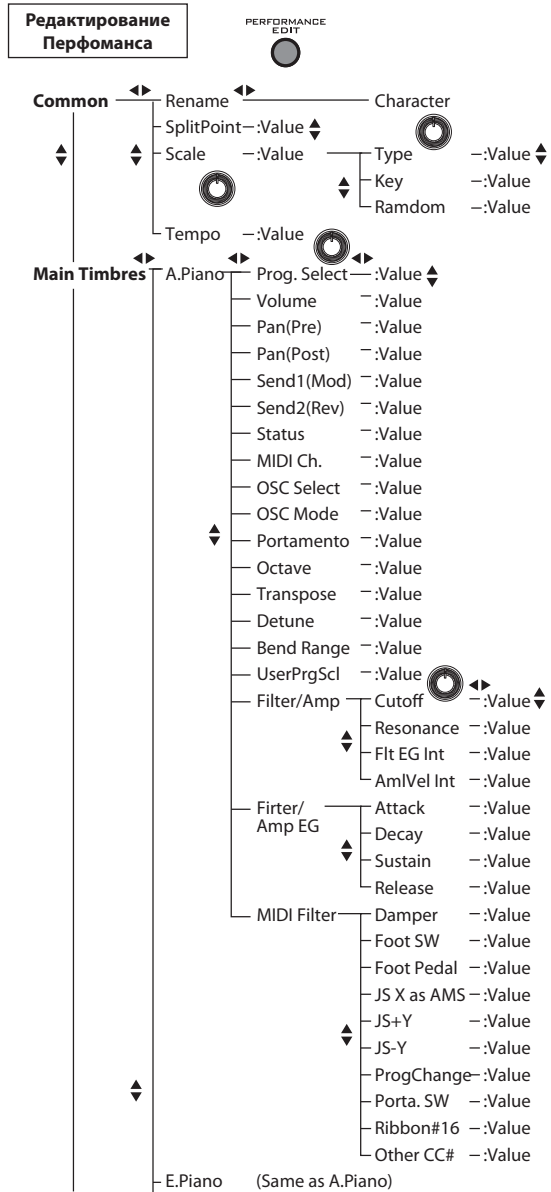 Редактирование
Перфоманса
PERFORMANCE
EDIT
Common Rename Character
SplitPoint :Value
Scale :Value Type :Value
Key :Value
Ramdom :Value
Tempo :Value
Main Timbres A.Piano Prog. Select :Value
Volume :Value
Pan(Pre) :Value
Pan(Post) :Value
Send1(Mod) :Value
Send2(Rev) :Value
Status :Value
MIDI Ch. :Value
OSC Select :Value
OSC Mode :Value
Portamento :Value
Octave :Value
Transpose :Value
Detune :Value
Bend Range :Value
UserPrgScl :Value
Filter/Amp Cutoff :Value
Resonance :Value
Flt EG Int :Value
AmlVel Int :Value
Firter/ Attack :Value
Amp EG Decay :Value
Sustain :Value
Release :Value
MIDI Filter Damper :Value
Foot SW :Value
Foot Pedal :Value
JS X as AMS :Value
JS+Y :Value
JS-Y :Value
ProgChange :Value
Porta. SW :Value
Ribbon#16 :Value
Other CC# :Value
E.Piano (Same as A.Piano)